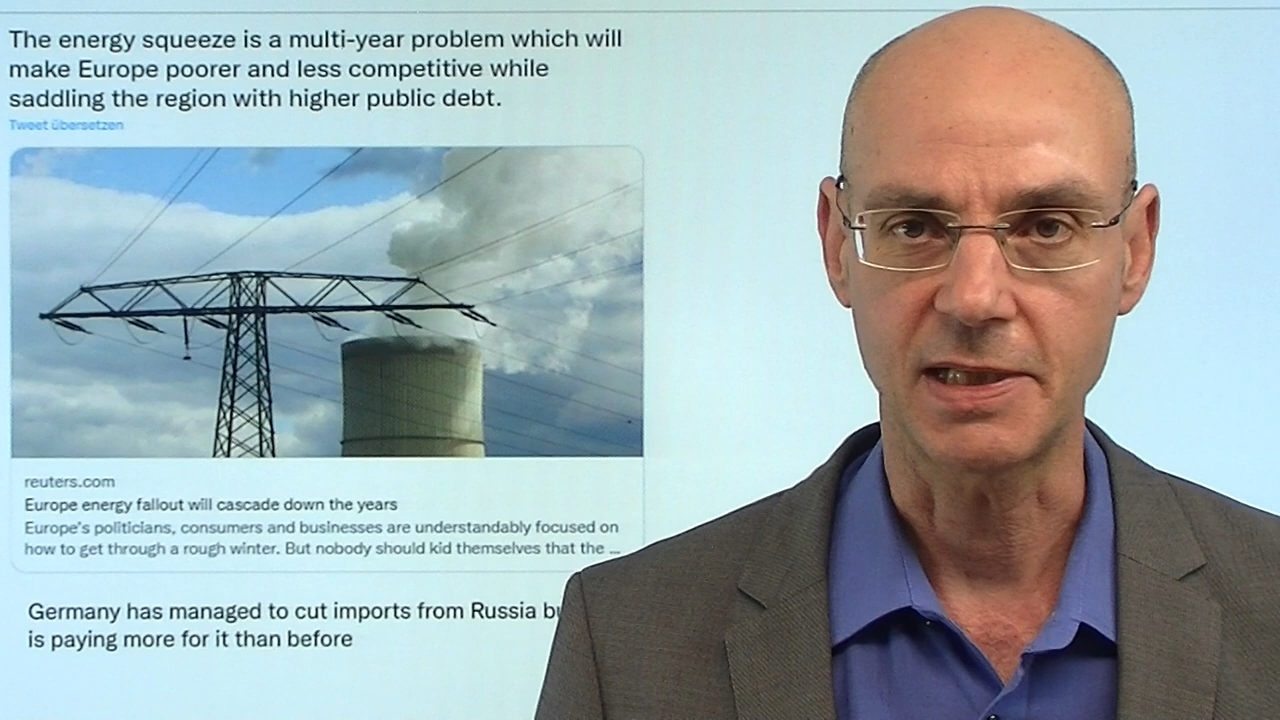 The energy squeeze is a multi-year problem which will
make Europe poorer and less competitive while
saddling the region with higher public debt.
Tweet übersetzen
reuters.com
Europe energy fallout will cascade down the years
Europe's politicians, consumers and businesses are understandably focused on
how to get through a rough winter. But nobody should kid themselves that the ...
Germany has managed to cut imports from Russia
is paying more for it than before